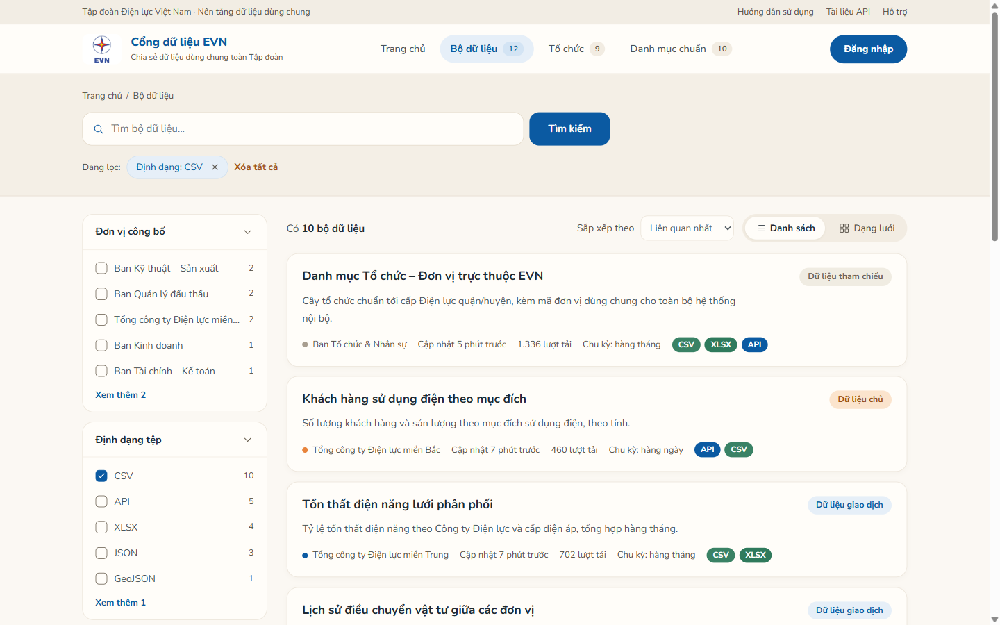 Tập đoàn Điện lực Việt Nam · Nền tảng dữ liệu dùng chung
Hướng dẫn sử dụng Tài liệu API Hỗ trợ
EVN
Cổng dữ liệu EVN
Chia sẻ dữ liệu dùng chung toàn Tập đoàn
Trang chủ Bộ dữ liệu 12 Tổ chức 9 Danh mục chuẩn 10
Đăng nhập
Trang chủ / Bộ dữ liệu
Tìm bộ dữ liệu...
Tìm kiếm
Đang lọc: Định dạng: CSV Xóa tất cả
Đơn vị công bố
Ban Kỹ thuật – Sản xuất 2
Ban Quản lý đấu thầu 2
Tổng công ty Điện lực miền... 2
Ban Kinh doanh 1
Ban Tài chính – Kế toán 1
Xem thêm 2
Định dạng tệp
CSV 10
API 5
XLSX 4
JSON 3
GeoJSON 1
Xem thêm 1
Có 10 bộ dữ liệu
Sắp xếp theo Liên quan nhất Danh sách Dạng lưới
Danh mục Tổ chức – Đơn vị trực thuộc EVN
Dữ liệu tham chiếu
Cây tổ chức chuẩn tới cấp Điện lực quận/huyện, kèm mã đơn vị dùng chung cho toàn bộ hệ thống
nội bộ.
Ban Tổ chức & Nhân sự Cập nhật 5 phút trước 1.336 lượt tải Chu kỳ: hàng tháng CSV XLSX API
Khách hàng sử dụng điện theo mục đích
Dữ liệu chủ
Số lượng khách hàng và sản lượng theo mục đích sử dụng điện, theo tỉnh.
Tổng công ty Điện lực miền Bắc Cập nhật 7 phút trước 460 lượt tải Chu kỳ: hàng ngày API CSV
Tổn thất điện năng lưới phân phối
Dữ liệu giao dịch
Tỷ lệ tổn thất điện năng theo Công ty Điện lực và cấp điện áp, tổng hợp hàng tháng.
Tổng công ty Điện lực miền Trung Cập nhật 7 phút trước 702 lượt tải Chu kỳ: hàng tháng CSV XLSX
Lịch sử điều chuyển vật tư giữa các đơn vị
Dữ liệu giao dịch